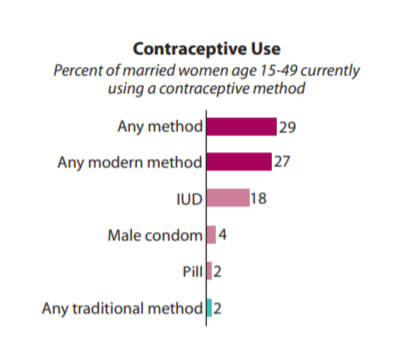 Contraceptive Use
Percent of married women age 15-49 currently
using a contraceptive method
Any method 29
Any modern method 27
IUD 18
Male condom 4
Pill 2
Any traditional method 2